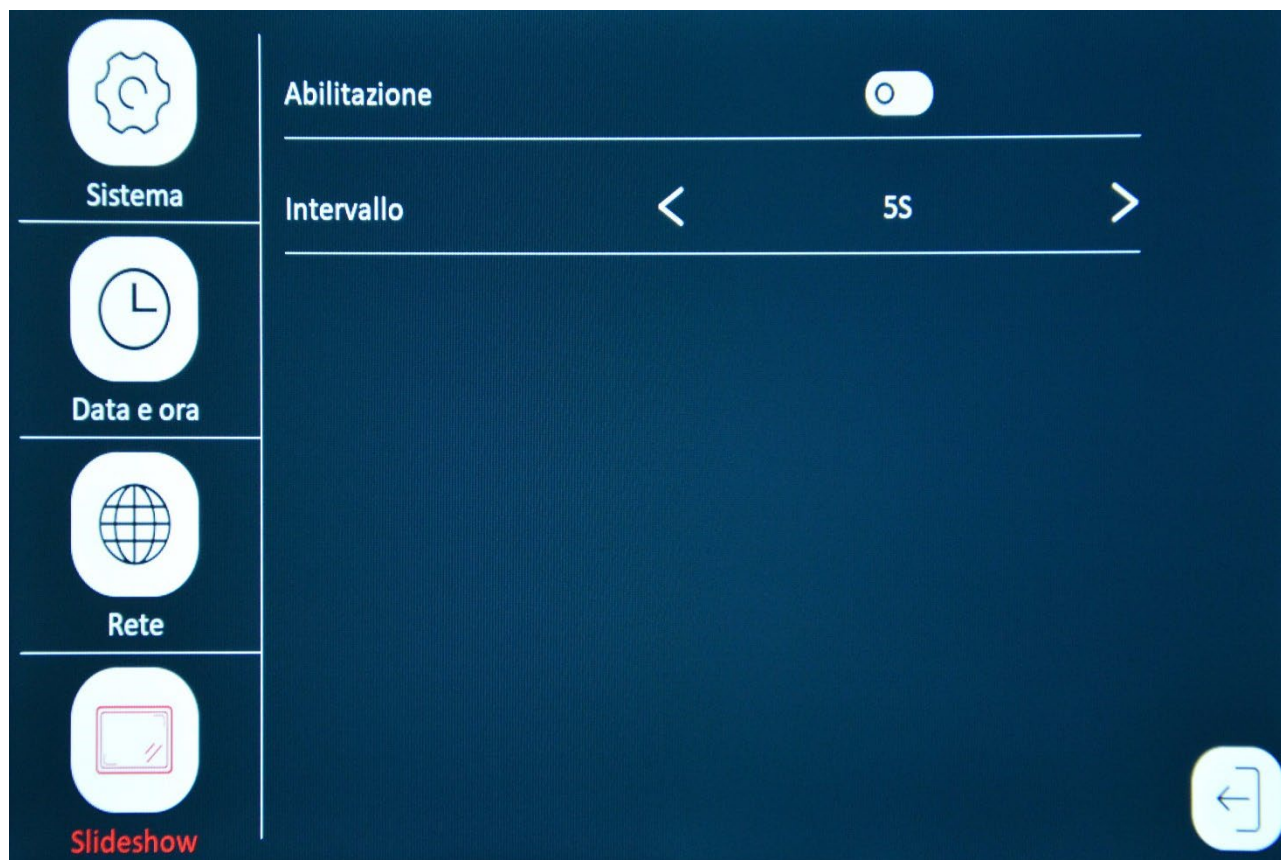 Sistema
Data e ora
Rete
Slideshow
Abilitazione
Intervallo
5S